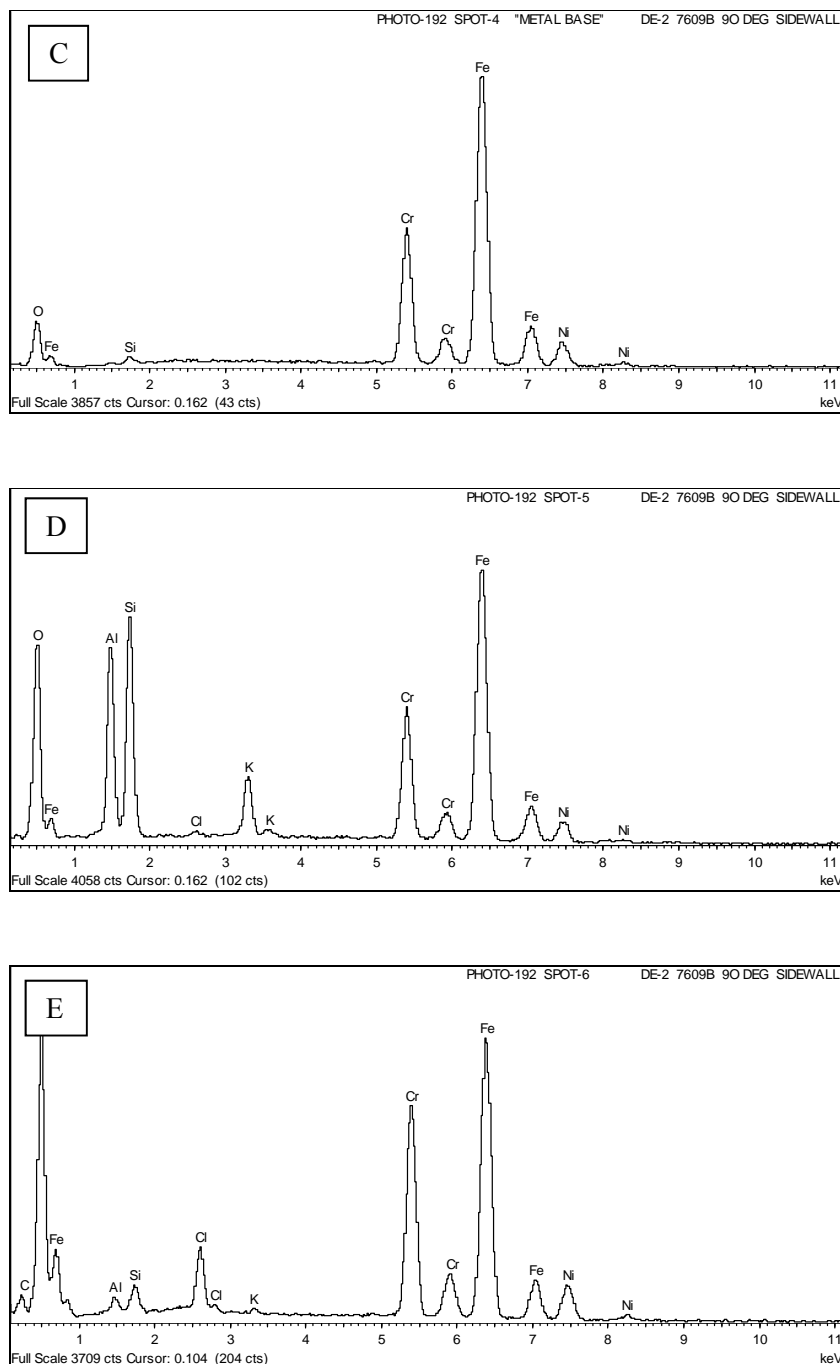 PHOTO-192 SPOT-4 "METAL BASE" DE-2 7609B 9O DEG SIDEWALL
C
Fe
Cr
O
Fe
Si
Cr
Fe
Ni
Ni
1 2 3 4 5 6 7 8 9 10 11
Full Scale 3857 cts Cursor: 0.162 (43 cts) keV
PHOTO-192 SPOT-5 DE-2 7609B 9O DEG SIDEWALL
D
Fe
Si
O
Al
Cr
K
Fe
Cl
K
Cr
Fe
Ni
Ni
1 2 3 4 5 6 7 8 9 10 11
Full Scale 4058 cts Cursor: 0.162 (102 cts) keV
PHOTO-192 SPOT-6 DE-2 7609B 9O DEG SIDEWALL
E
Fe
Cr
Fe
Cl
C
Al
Si
Cl
K
Cr
Fe
Ni
Ni
1 2 3 4 5 6 7 8 9 10 11
Full Scale 3709 cts Cursor: 0.104 (204 cts) keV